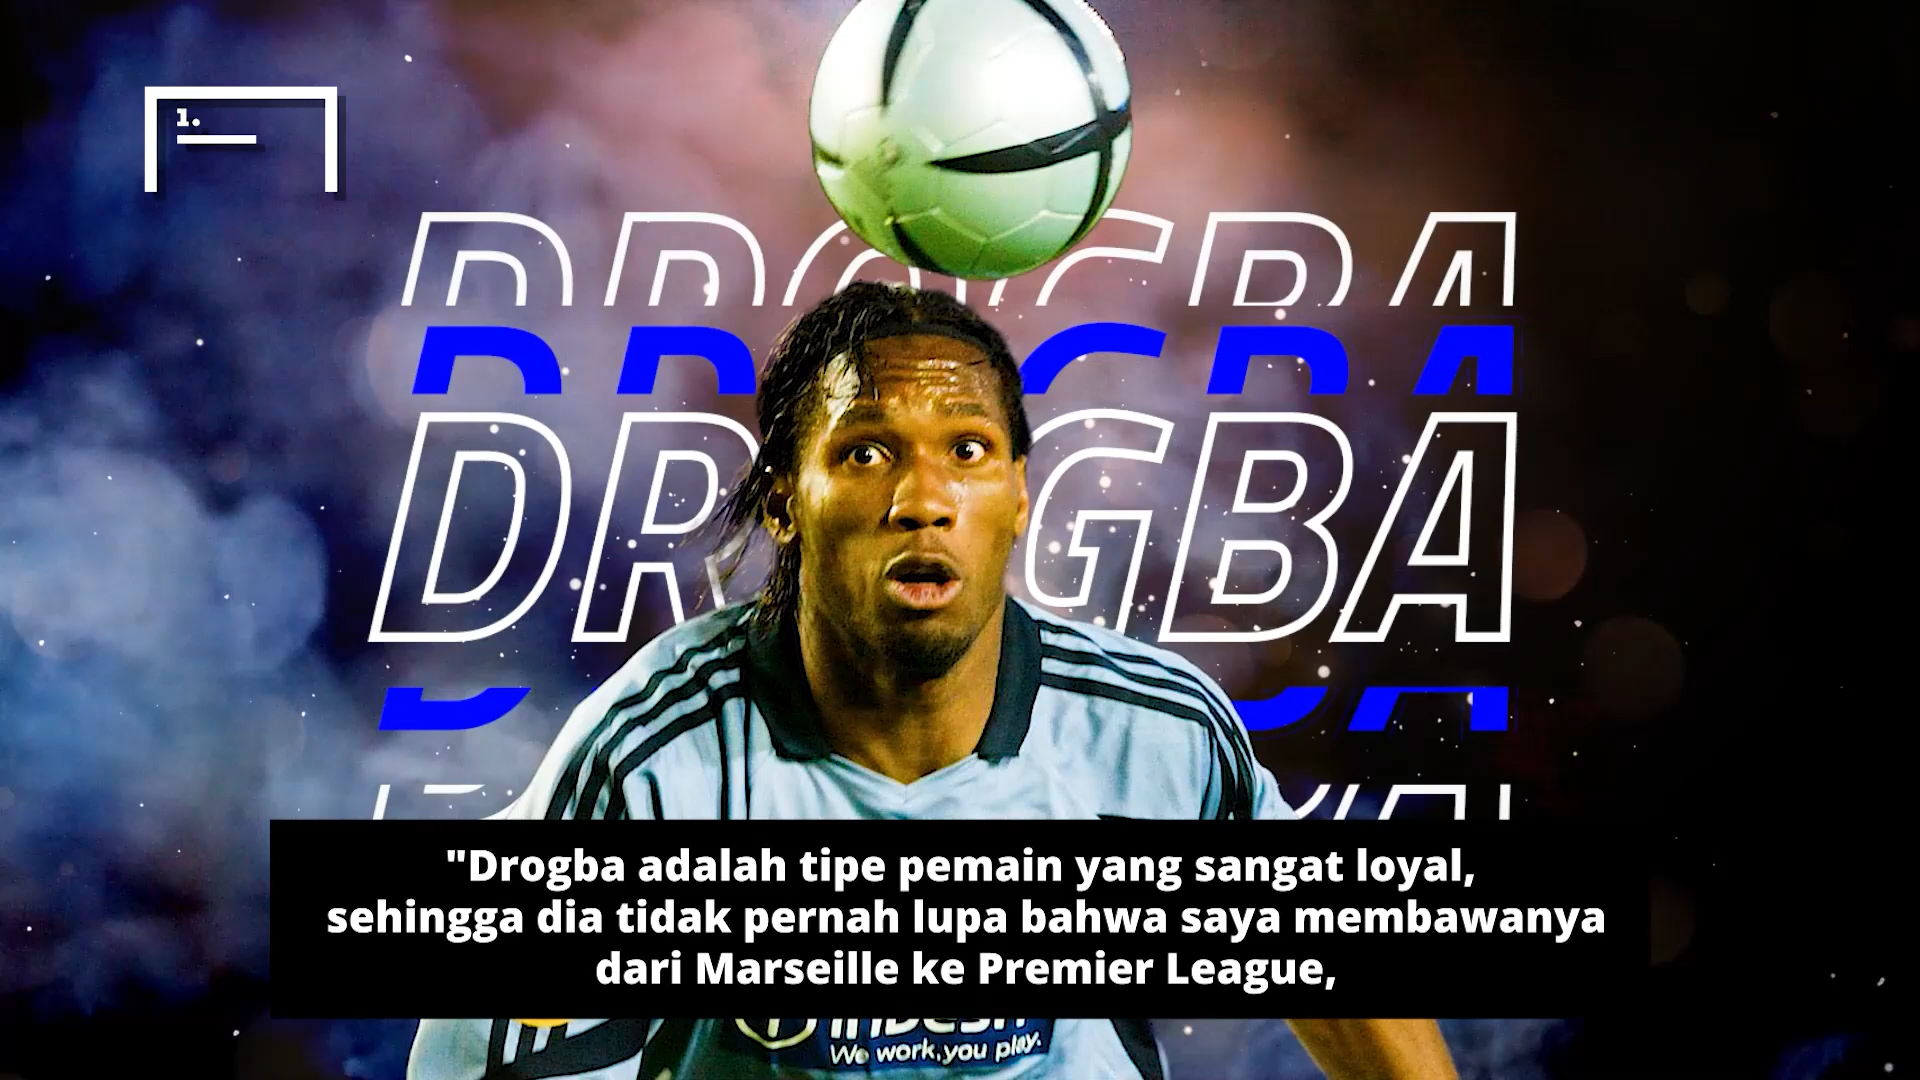 1.
DROGBA
DROGBA
DROGBA
"Drogba adalah tipe pemain yang sangat loyal,
sehingga dia tidak pernah lupa bahwa saya membawanya
dari Marseille ke Premier League,
INDESIT
We work, you play.